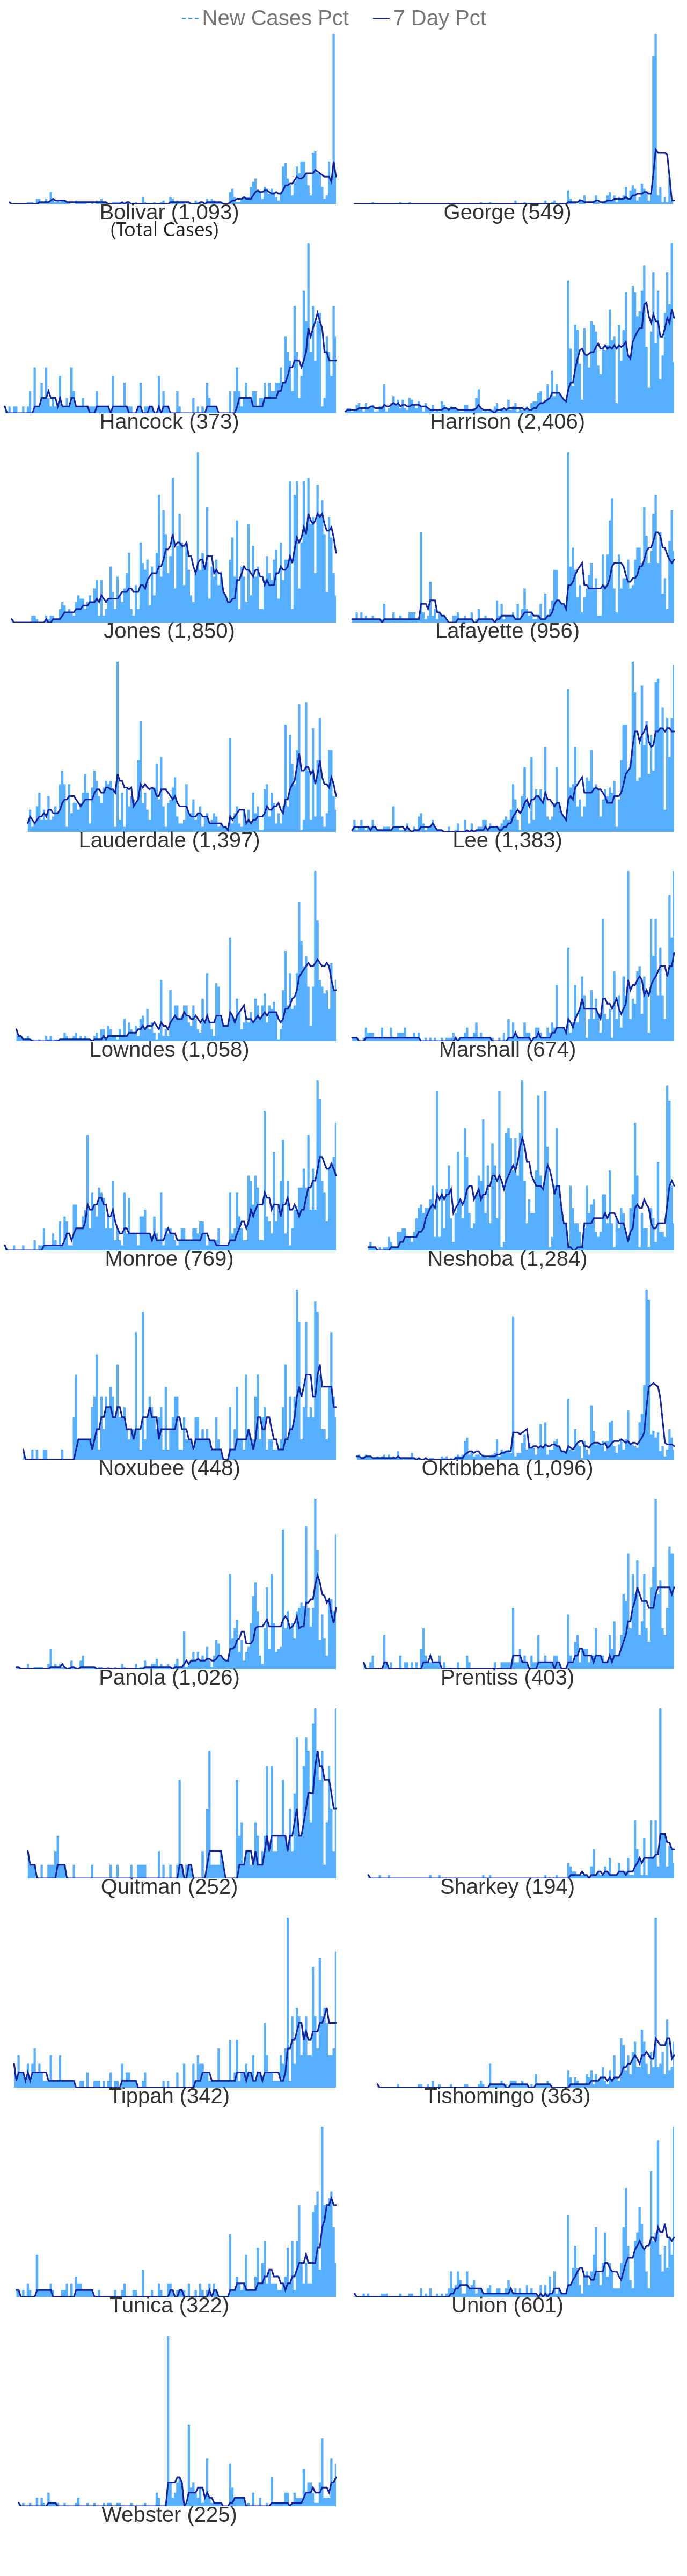 New Cases Pct 7 Day Pct
Bolivar (1,093) George (549)
(Total Cases)
Hancock (373) Harrison (2,406)
Jones (1,850) Lafayette (956)
Lauderdale (1,397) Lee (1,383)
Lowndes (1,058) Marshall (674)
Monroe (769) Neshoba (1,284)
Noxubee (448) Oktibbeha (1,096)
Panola (1,026) Prentiss (403)
Quitman (252) Sharkey (194)
Tippah (342) Tishomingo (363)
Tunica (322) Union (601)
Webster (225)